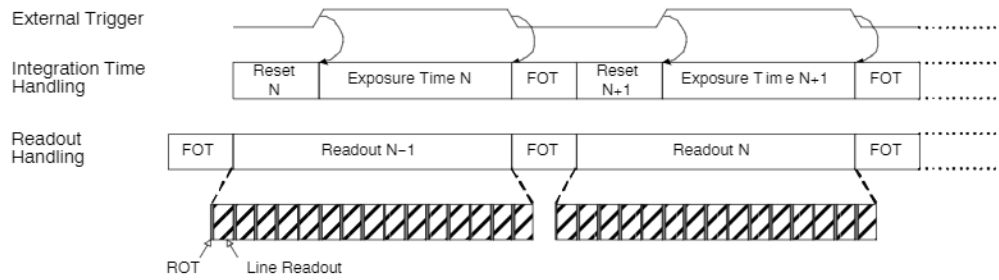 External Trigger
Integration Time
Handling
Reset
N
Exposure Time N
FOT
Reset
N+1
Exposure Time N+1
FOT
Readout
Handling
FOT
Readout N−1
FOT
Readout N
FOT
ROT
Line Readout